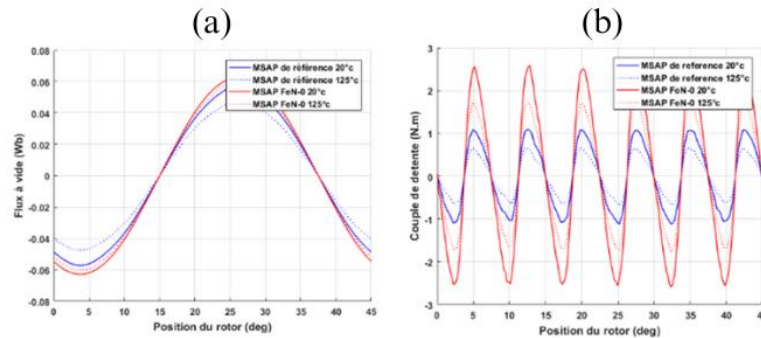 (a)
(b)
0.08
0.06
0.04
0.02
0
-0.02
-0.04
-0.06
-0.08
Flux à vide (Wb)
0 5 10 15 20 25 30 35 40 45
Position du rotor (deg)
MSAP de référence 20°c
MSAP de référence 125°c
MSAP FeN-0 20°c
MSAP FeN-0 125°c
3
2
1
0
-1
-2
-3
Couple de detente (N.m)
0 5 10 15 20 25 30 35 40 45
Position du rotor (deg)
MSAP de reference 20°c
MSAP de reference 125°c
MSAP FeN-0 20°c
MSAP FeN-0 125°c